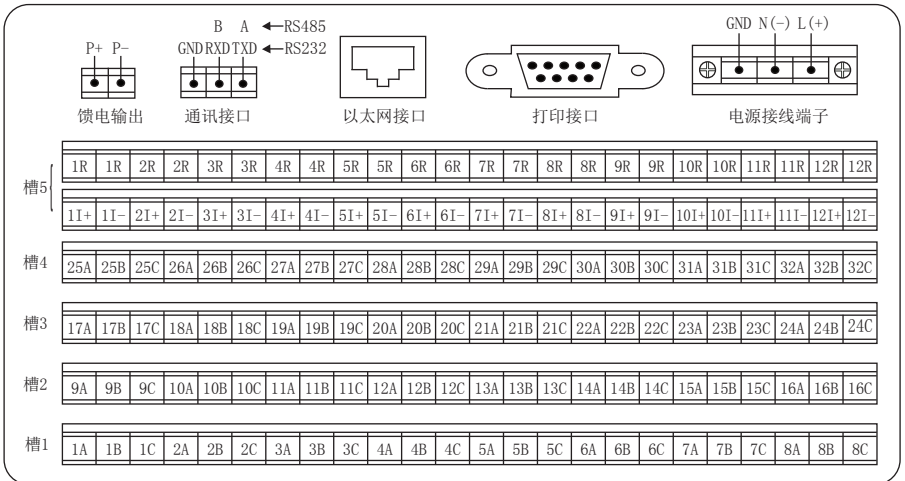 B A ←RS485
GND RXD TXD ←RS232
P+ P-
GND N(-) L(+)
馈电输出 通讯接口 以太网接口 打印接口 电源接线端子
槽5
1R 1R 2R 2R 3R 3R 4R 4R 5R 5R 6R 6R 7R 7R 8R 8R 9R 9R 10R 10R 11R 11R 12R 12R
1I+ 1I- 2I+ 2I- 3I+ 3I- 4I+ 4I- 5I+ 5I- 6I+ 6I- 7I+ 7I- 8I+ 8I- 9I+ 9I- 10I+ 10I- 11I+ 11I- 12I+ 12I-
槽4 25A 25B 25C 26A 26B 26C 27A 27B 27C 28A 28B 28C 29A 29B 29C 30A 30B 30C 31A 31B 31C 32A 32B 32C
槽3 17A 17B 17C 18A 18B 18C 19A 19B 19C 20A 20B 20C 21A 21B 21C 22A 22B 22C 23A 23B 23C 24A 24B 24C
槽2 9A 9B 9C 10A 10B 10C 11A 11B 11C 12A 12B 12C 13A 13B 13C 14A 14B 14C 15A 15B 15C 16A 16B 16C
槽1 1A 1B 1C 2A 2B 2C 3A 3B 3C 4A 4B 4C 5A 5B 5C 6A 6B 6C 7A 7B 7C 8A 8B 8C